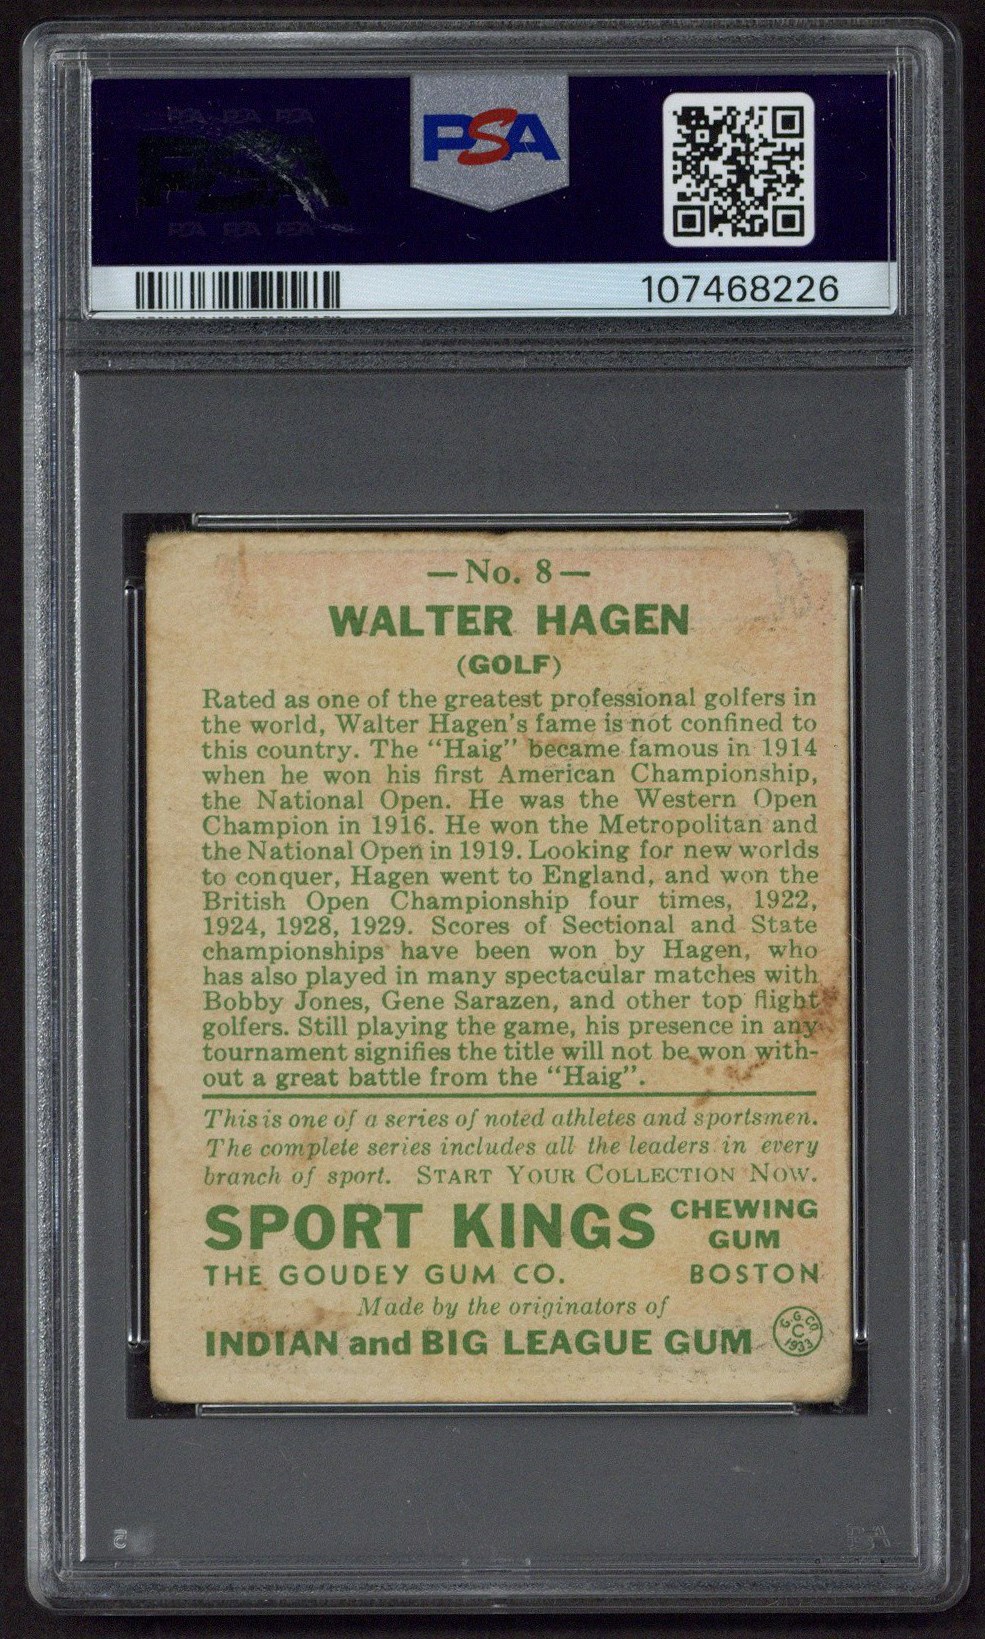 PSA PSA PSA
PSA
PSA PSA PSA
PSA
107468226
—No. 8—
WALTER HAGEN
(GOLF)
Rated as one of the greatest professional golfers in
the world, Walter Hagen's fame is not confined to
this country. The "Haig" became famous in 1914
when he won his first American Championship,
the National Open. He was the Western Open
Champion in 1916. He won the Metropolitan and
the National Open in 1919. Looking for new worlds
to conquer, Hagen went to England, and won the
British Open Championship four times, 1922,
1924, 1928, 1929. Scores of Sectional and State
championships have been won by Hagen, who
has also played in many spectacular matches with
Bobby Jones, Gene Sarazen, and other top flight
golfers. Still playing the game, his presence in any
tournament signifies the title will not be won with-
out a great battle from the "Haig".
This is one of a series of noted athletes and sportsmen.
The complete series includes all the leaders in every
branch of sport. START YOUR COLLECTION NOW.
SPORT KINGS CHEWING GUM
THE GOUDEY GUM CO. BOSTON
Made by the originators of
INDIAN and BIG LEAGUE GUM
G. G. CO
C
1933